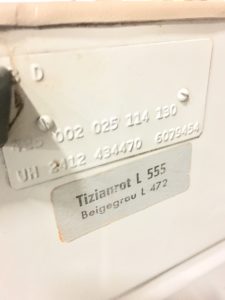 D
002 025 114 130
UH 2412 434470 6079454
Tizianrot L 555
Beigegrau L 472